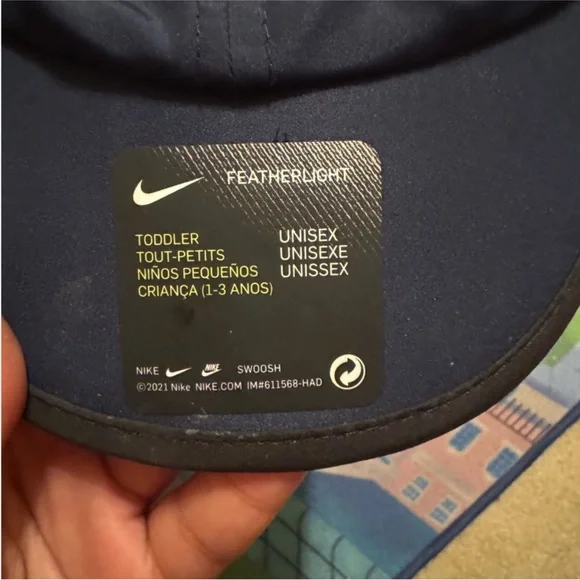 FEATHERLIGHT
TODDLER
TOUT-PETITS
NIÑOS PEQUEÑOS
CRIANÇA (1-3 ANOS)
UNISEX
UNISEXE
UNISSEX
NIKE NIKE SWOOSH
©2021 Nike NIKE.COM IM#611568-HAD